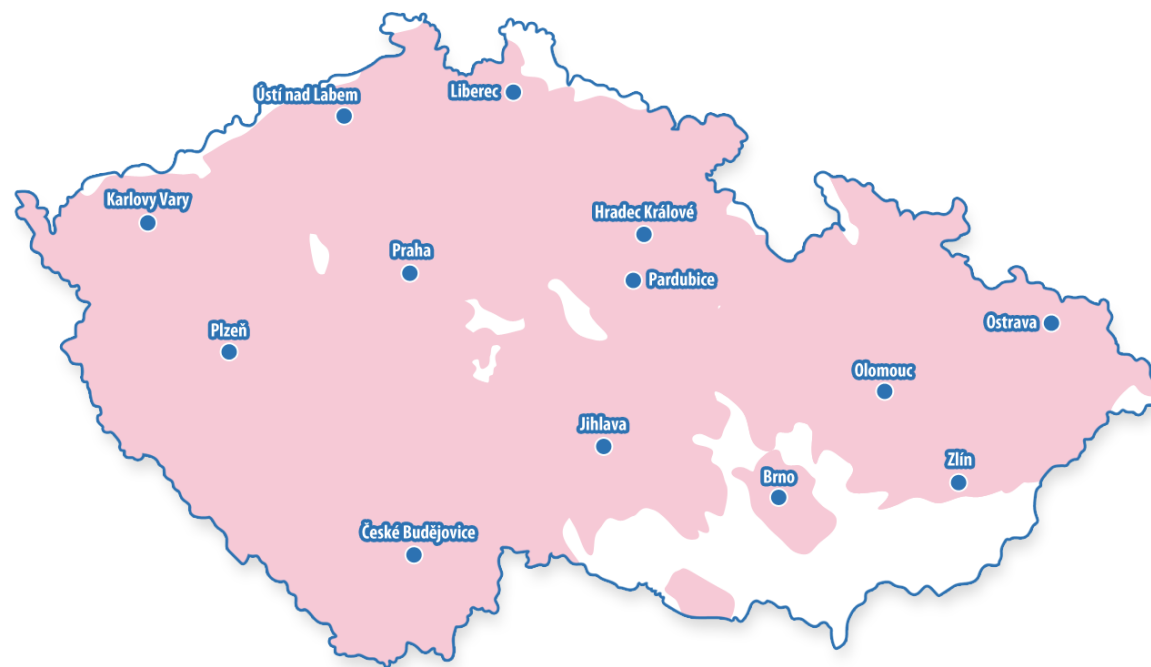 Liberec
Ústí nad Labem
Karlovy Vary
Hradec Králové
Praha
Pardubice
Ostrava
Plzeň
Olomouc
Jihlava
Zlín
Brno
České Budějovice